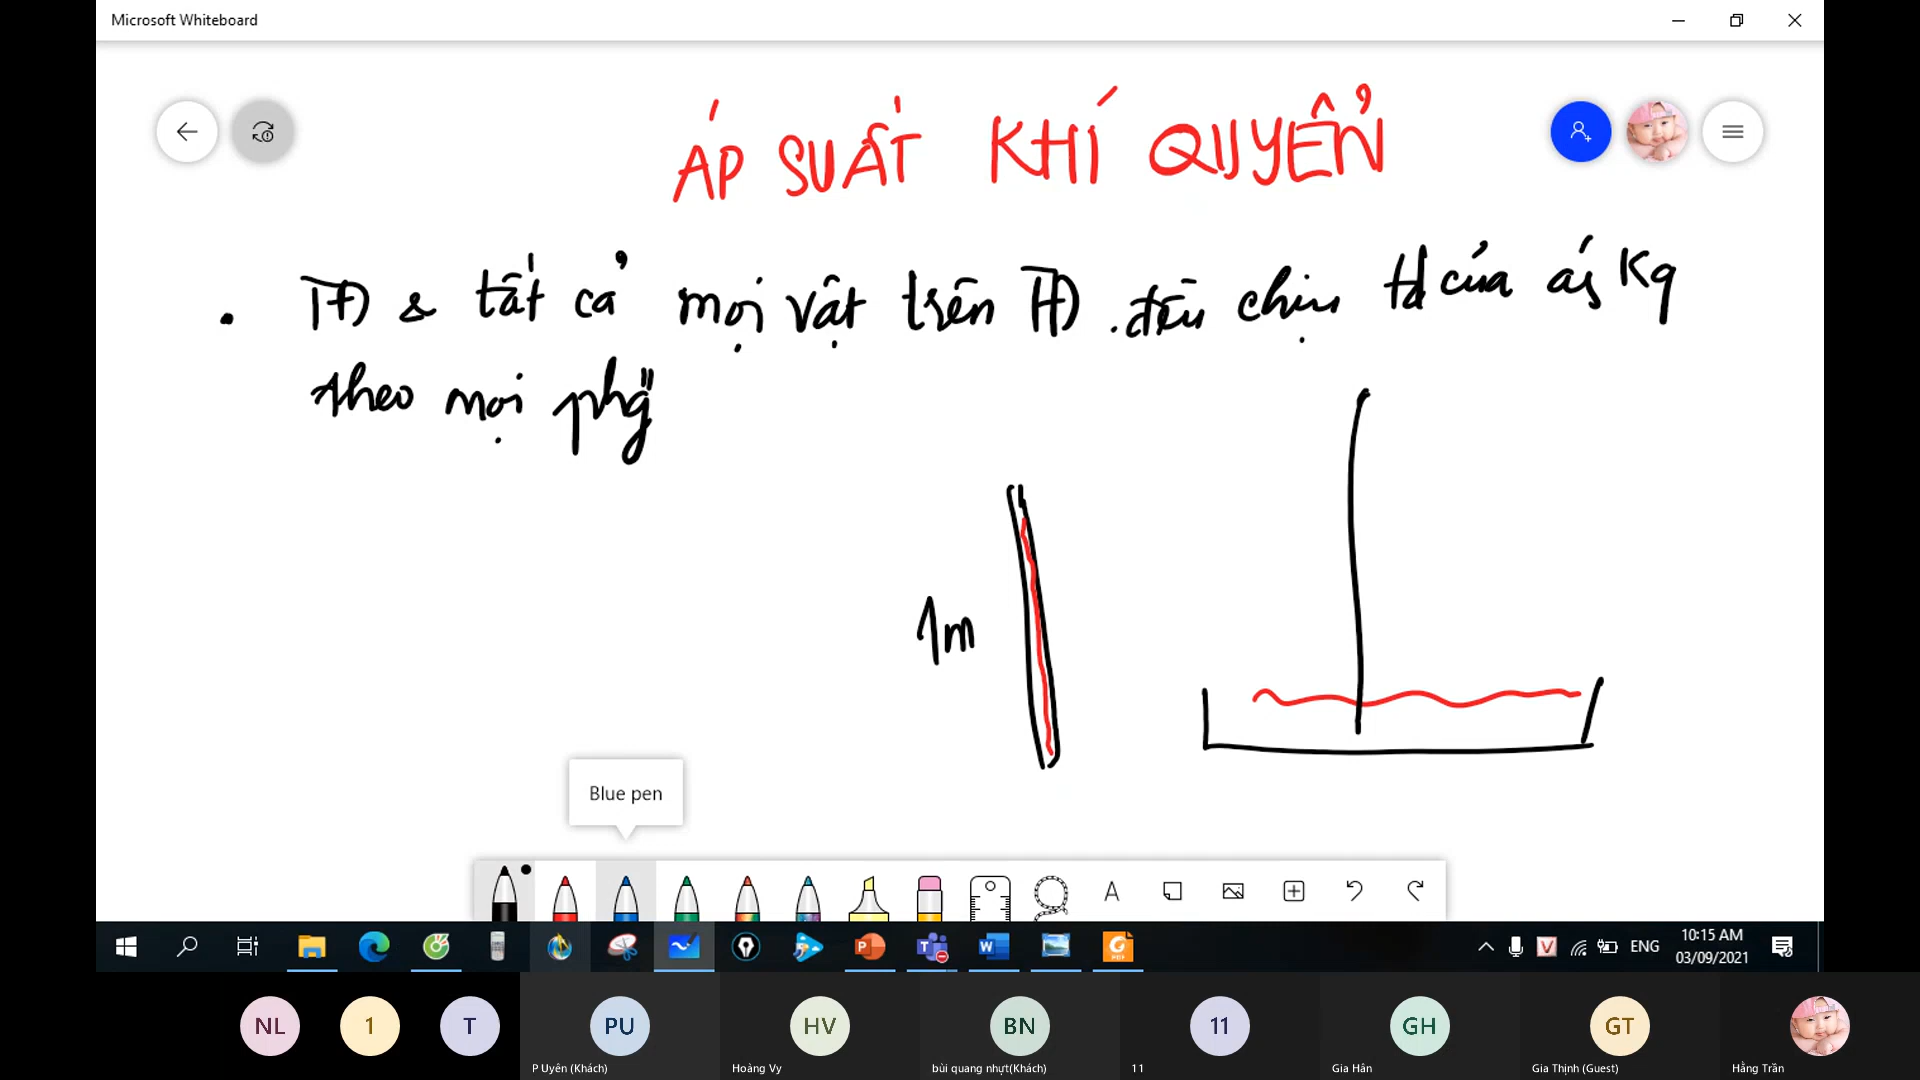 Microsoft Whiteboard
ÁP SUẤT KHÍ QUYỂN
TĐ & tất cả mọi vật trên TĐ đều chịu td của ás Kq
theo mọi phg
1m
Blue pen
A
ENG
10:15 AM
03/09/2021
NL
1
T
PU
HV
BN
11
GH
GT
P Uyên (Khách)
Hoàng Vy
bùi quang nhựt(Khách)
11
Gia Hân
Gia Thịnh (Guest)
Hằng Trần